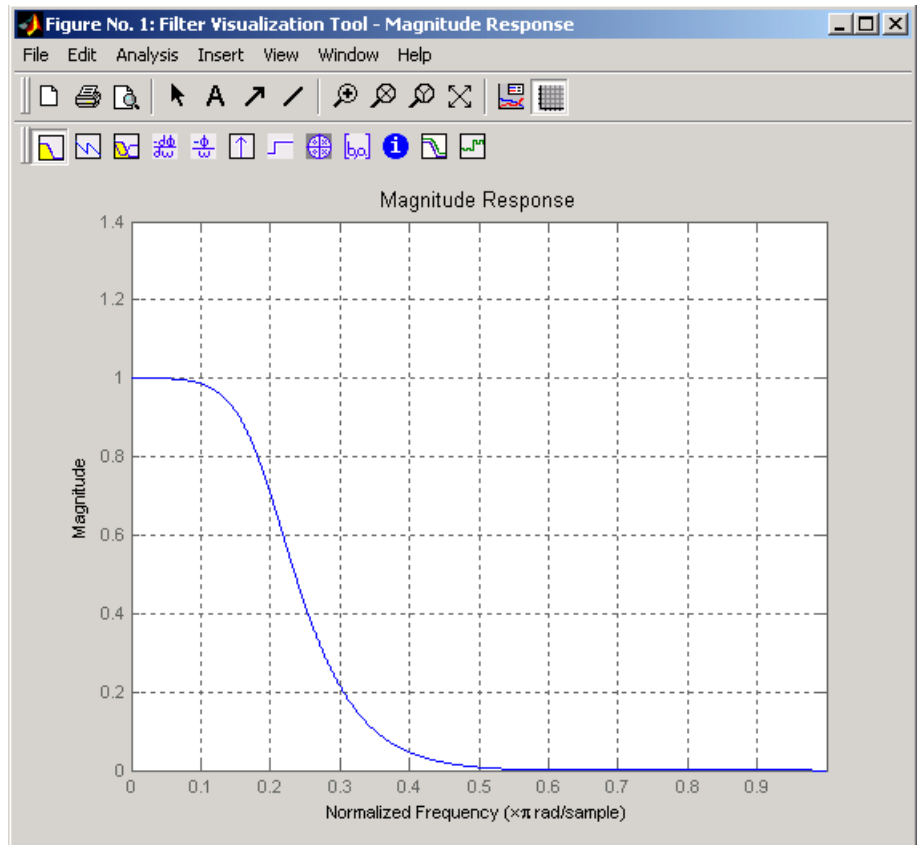 Figure No. 1: Filter Visualization Tool - Magnitude Response
File Edit Analysis Insert View Window Help
A
[b,a] i
Magnitude Response
1.4
1.2
1
0.8
0.6
0.4
0.2
0
Magnitude
0 0.1 0.2 0.3 0.4 0.5 0.6 0.7 0.8 0.9
Normalized Frequency (×π rad/sample)